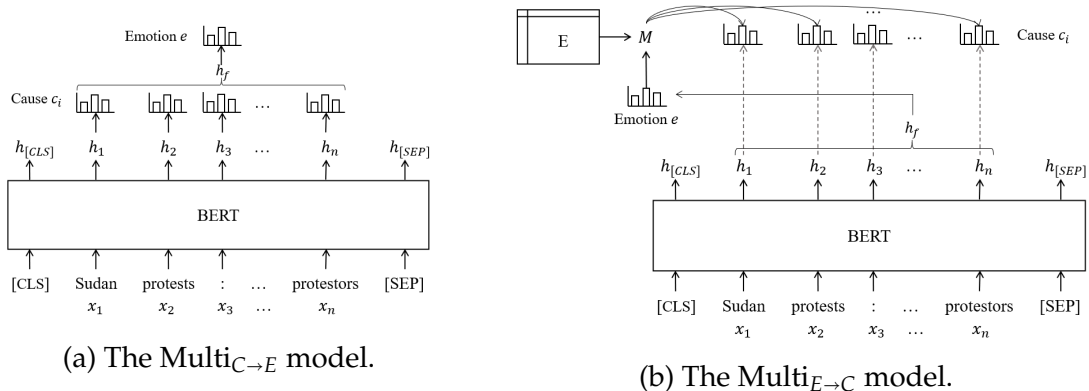 Emotion e
h_f
Cause c_i
...
h_[CLS] h_1 h_2 h_3 ... h_n h_[SEP]
BERT
[CLS] Sudan protests : ... protestors [SEP]
x_1 x_2 x_3 ... x_n
(a) The Multi_{C→E} model.
E M ... ... Cause c_i
Emotion e
h_f
h_[CLS] h_1 h_2 h_3 ... h_n h_[SEP]
BERT
[CLS] Sudan protests : ... protestors [SEP]
x_1 x_2 x_3 ... x_n
(b) The Multi_{E→C} model.